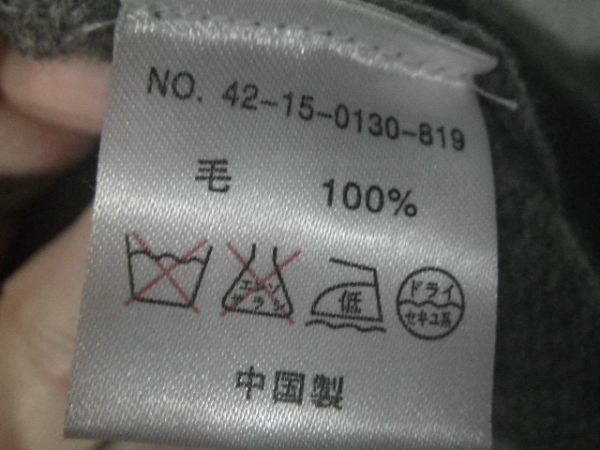 NO. 42-15-0130-819
毛 100%
エンソ
サラシ
低
ドライ
セキユ系
中国製